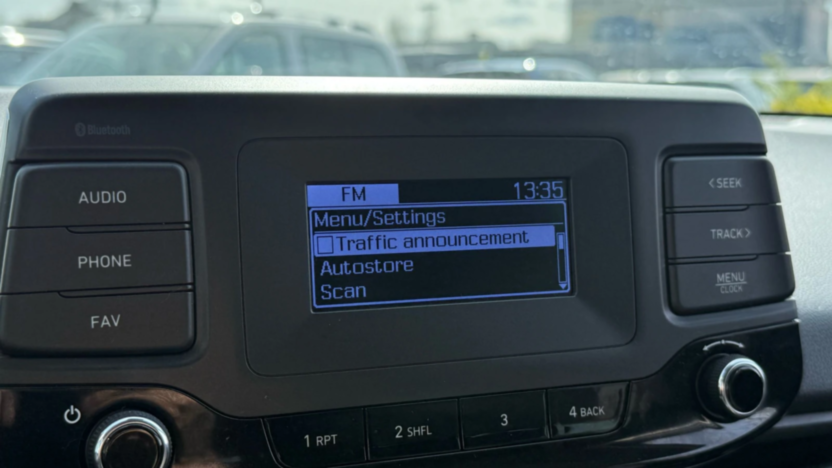 Bluetooth
AUDIO
PHONE
FAV
FM 13:35
Menu/Settings
Traffic announcement
Autostore
Scan
<SEEK
TRACK>
MENU
CLOCK
1 RPT
2 SHFL
3
4 BACK